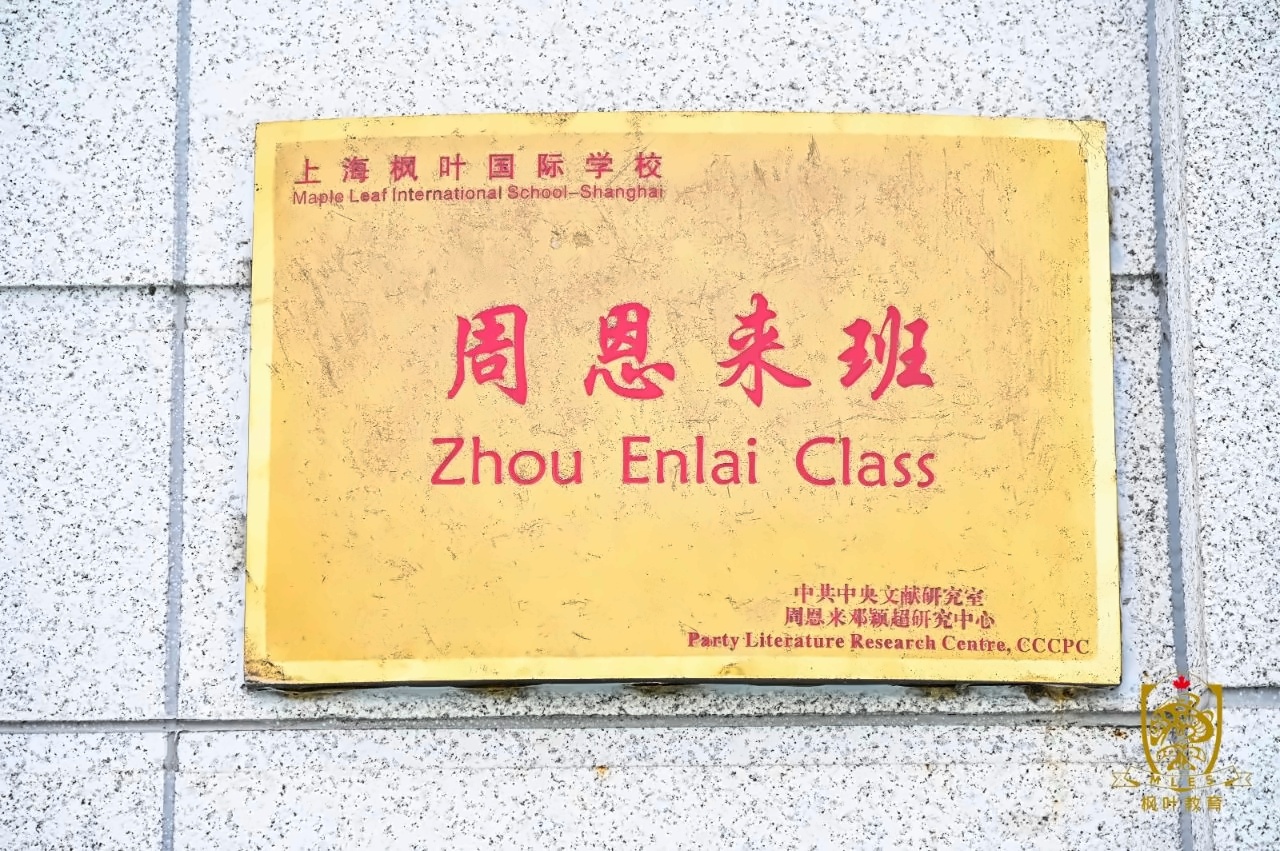 上海枫叶国际学校
Maple Leaf International School-Shanghai
周恩来班
Zhou Enlai Class
中共中央文献研究室
周恩来邓颖超研究中心
Party Literature Research Centre, CCCPC
MLES
枫叶教育